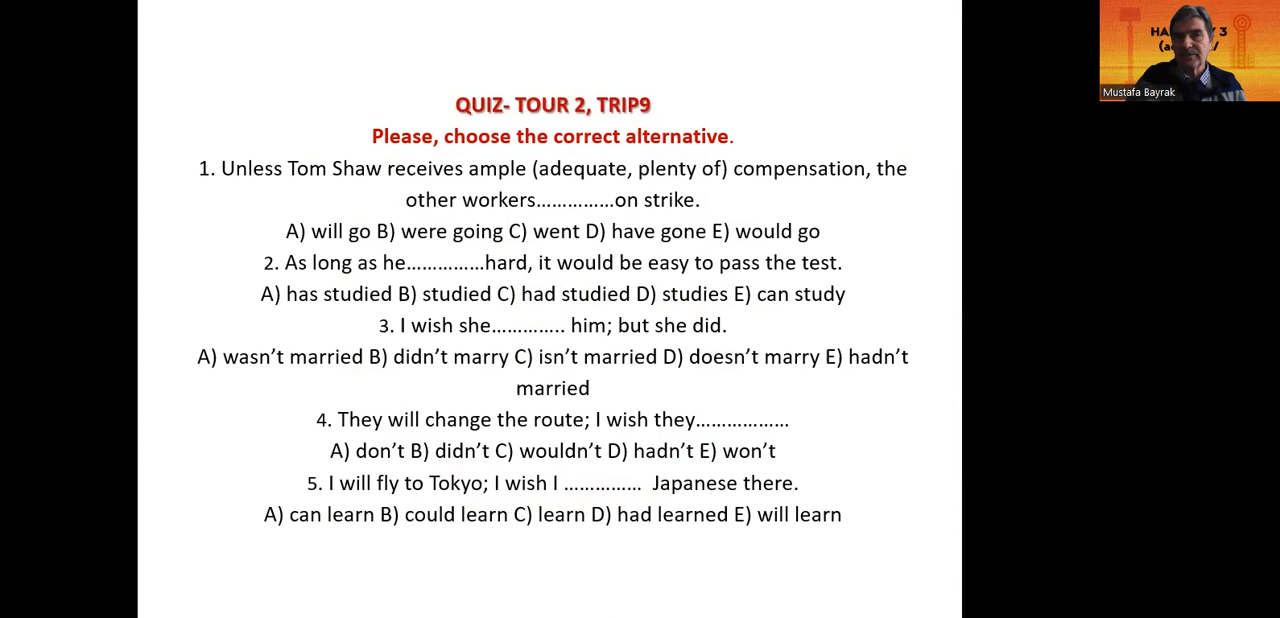 QUIZ- TOUR 2, TRIP9
Please, choose the correct alternative.
1. Unless Tom Shaw receives ample (adequate, plenty of) compensation, the
other workers……………on strike.
A) will go B) were going C) went D) have gone E) would go
2. As long as he……………hard, it would be easy to pass the test.
A) has studied B) studied C) had studied D) studies E) can study
3. I wish she………….. him; but she did.
A) wasn’t married B) didn’t marry C) isn’t married D) doesn’t marry E) hadn’t
married
4. They will change the route; I wish they………………
A) don’t B) didn’t C) wouldn’t D) hadn’t E) won’t
5. I will fly to Tokyo; I wish I …………… Japanese there.
A) can learn B) could learn C) learn D) had learned E) will learn
Mustafa Bayrak